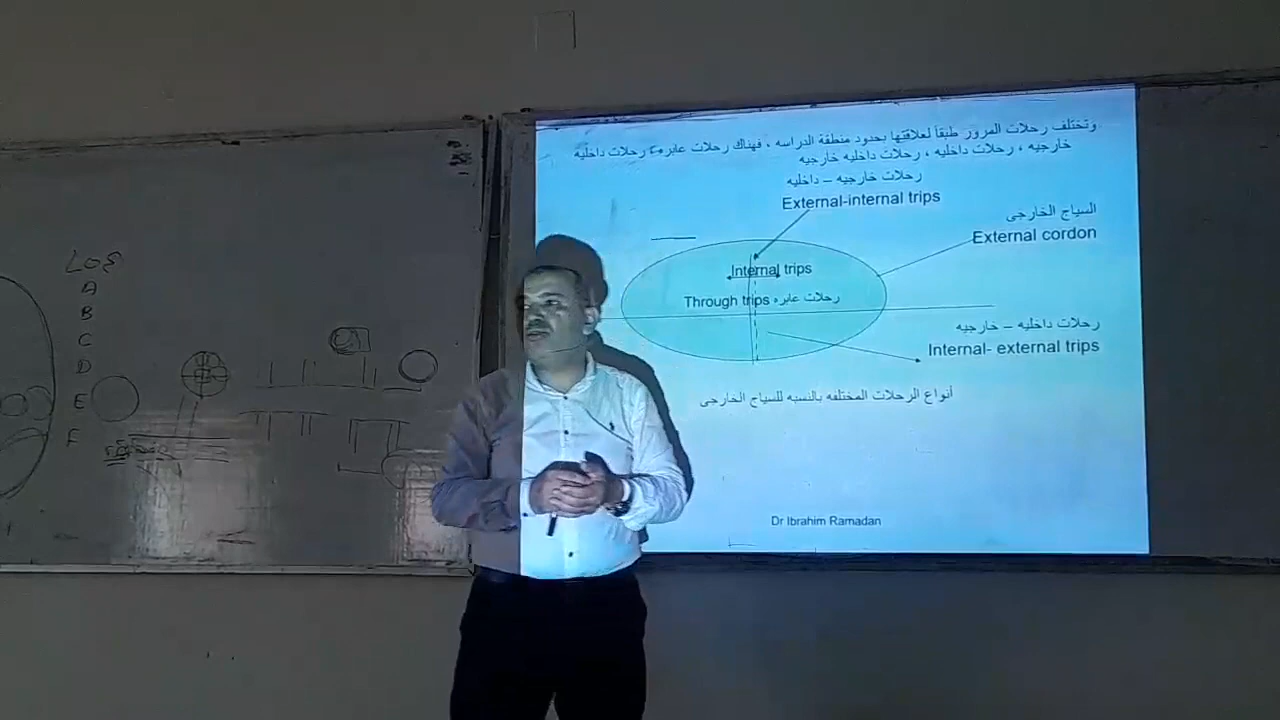 LOS
A
B
C
D
E
F
وتختلف رحلات المرور طبقاً لعلاقتها بحدود منطقة الدراسه ، فهناك رحلات عابره ، رحلات داخليه
خارجيه ، رحلات داخليه ، رحلات داخليه خارجيه
رحلات خارجيه – داخليه
External-internal trips
السياج الخارجى
External cordon
Internal trips
Through trips رحلات عابره
رحلات داخليه – خارجيه
Internal- external trips
أنواع الرحلات المختلفه بالنسبه للسياج الخارجى
Dr Ibrahim Ramadan